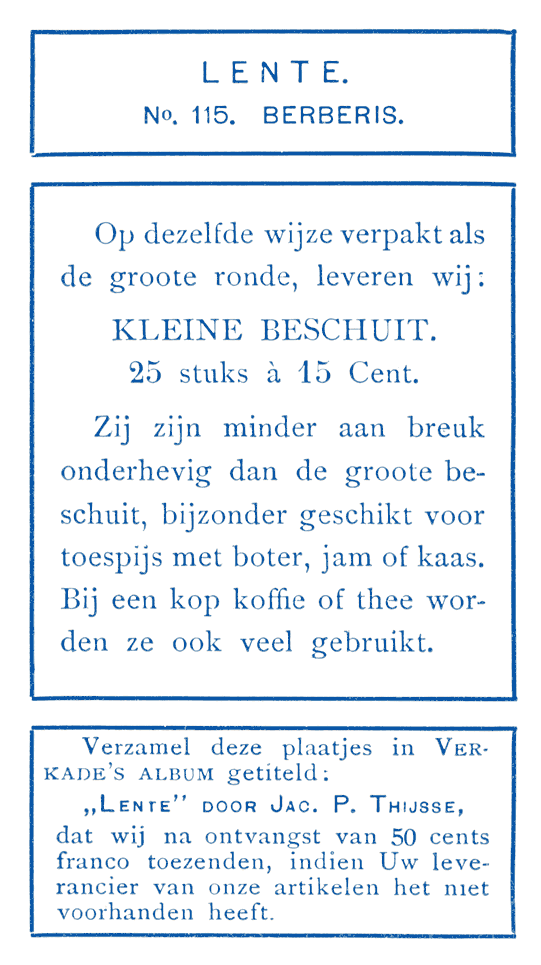 LENTE.
No. 115. BERBERIS.
Op dezelfde wijze verpakt als
de groote ronde, leveren wij:
KLEINE BESCHUIT.
25 stuks à 15 Cent.
Zij zijn minder aan breuk
onderhevig dan de groote be-
schuit, bijzonder geschikt voor
toespijs met boter, jam of kaas.
Bij een kop koffie of thee wor-
den ze ook veel gebruikt.
Verzamel deze plaatjes in VER-
KADE'S ALBUM getiteld:
„LENTE” DOOR JAC. P. THIJSSE,
dat wij na ontvangst van 50 cents
franco toezenden, indien Uw leve-
rancier van onze artikelen het niet
voorhanden heeft.